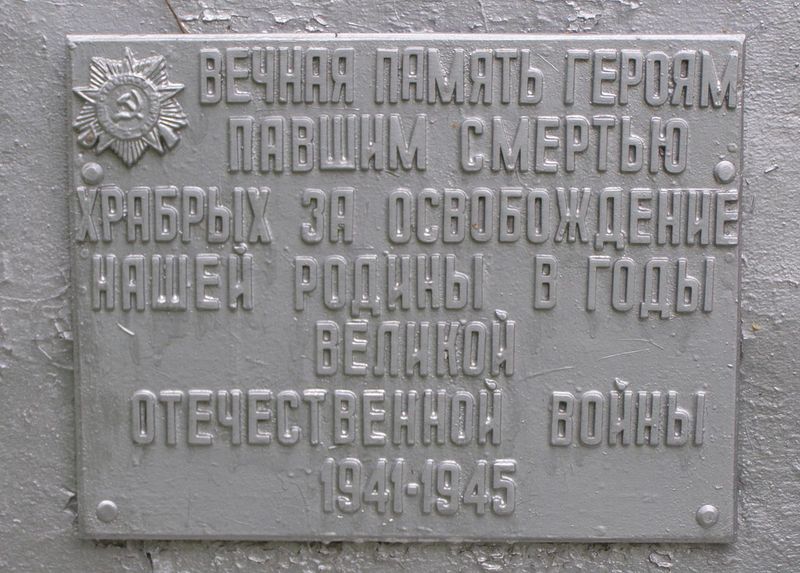 ВЕЧНАЯ ПАМЯТЬ ГЕРОЯМ
ПАВШИМ СМЕРТЬЮ
ХРАБРЫХ ЗА ОСВОБОЖДЕНИЕ
НАШЕЙ РОДИНЫ В ГОДЫ
ВЕЛИКОЙ
ОТЕЧЕСТВЕННОЙ ВОЙНЫ
1941-1945